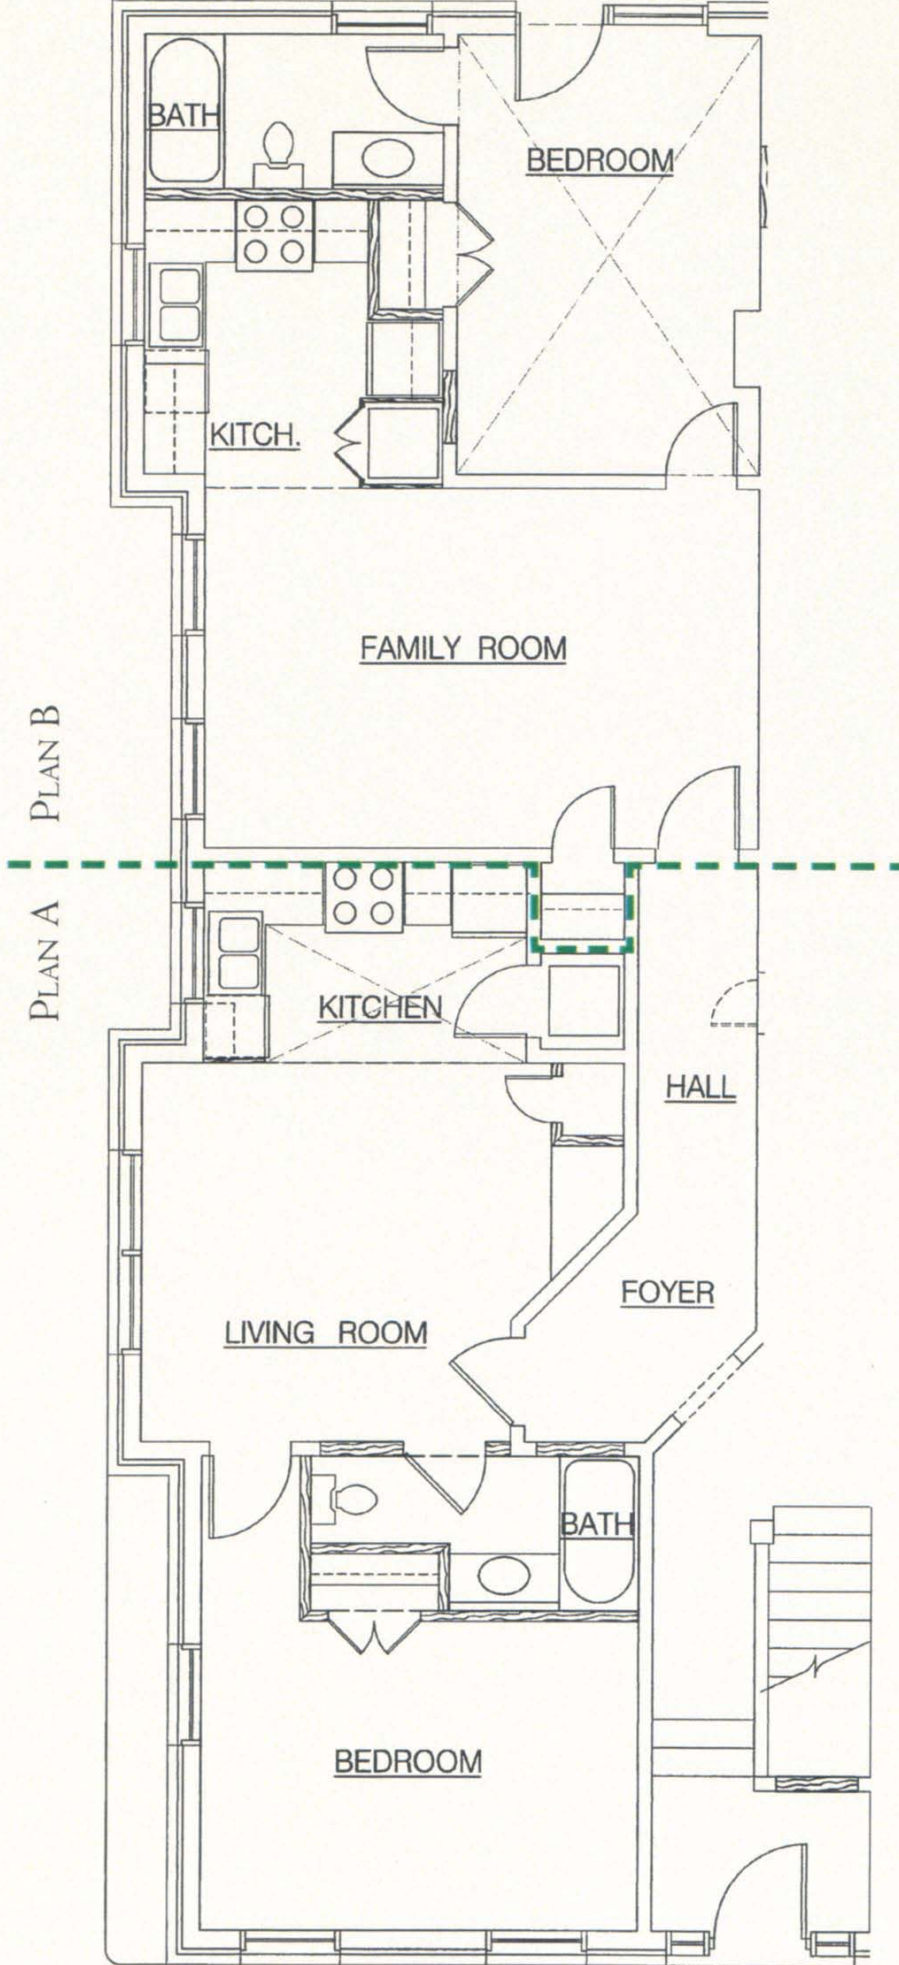 BATH
BEDROOM
KITCH.
FAMILY ROOM
PLAN B
PLAN A
KITCHEN
HALL
FOYER
LIVING ROOM
BATH
BEDROOM